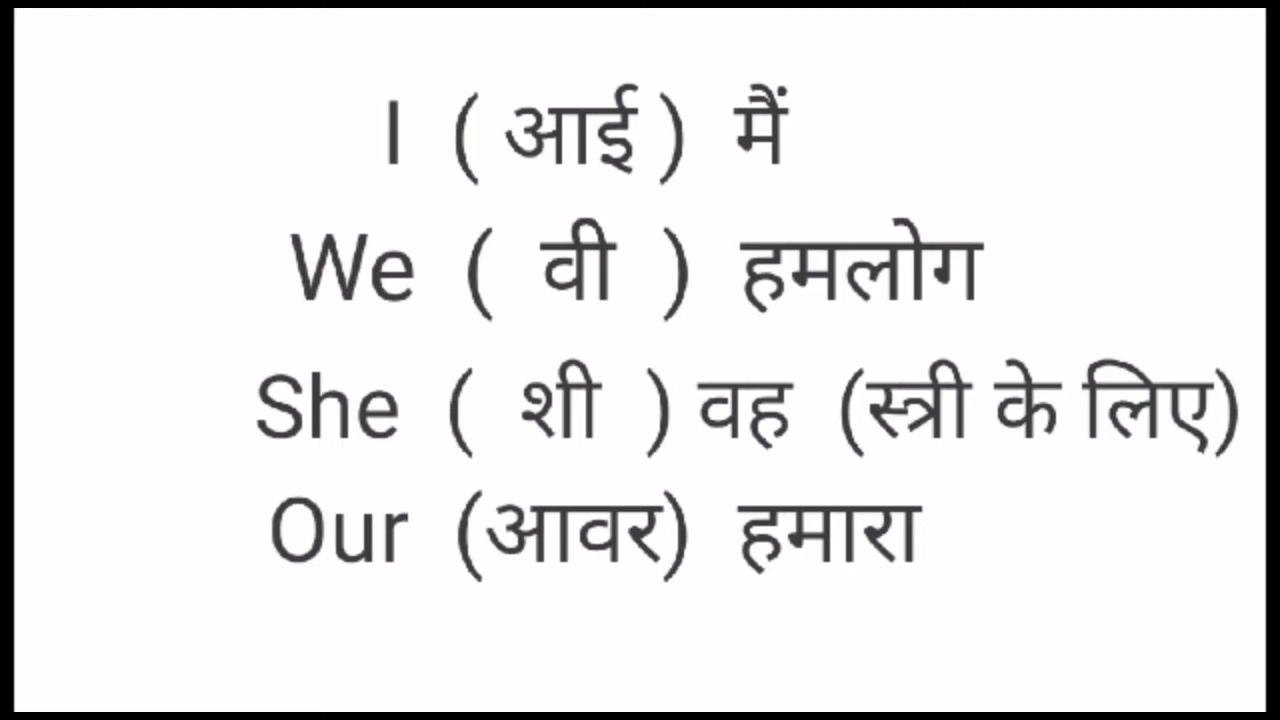 I ( आई ) मैं
We ( वी ) हमलोग
She ( शी ) वह (स्त्री के लिए)
Our (आवर) हमारा